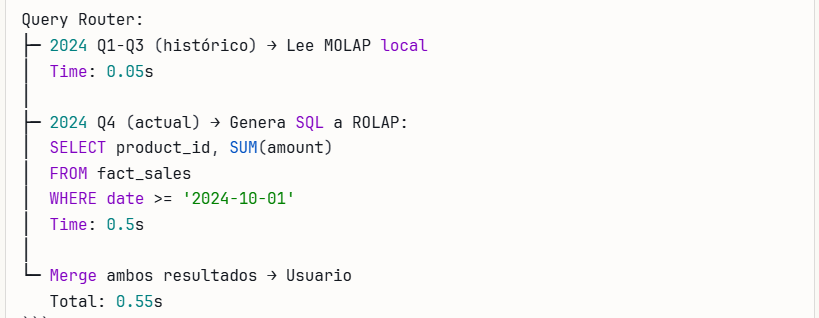 Query Router:
├─ 2024 Q1-Q3 (histórico) → Lee MOLAP local
│  Time: 0.05s
│
├─ 2024 Q4 (actual) → Genera SQL a ROLAP:
│  SELECT product_id, SUM(amount)
│  FROM fact_sales
│  WHERE date >= '2024-10-01'
│  Time: 0.5s
│
└─ Merge ambos resultados → Usuario
   Total: 0.55s
```